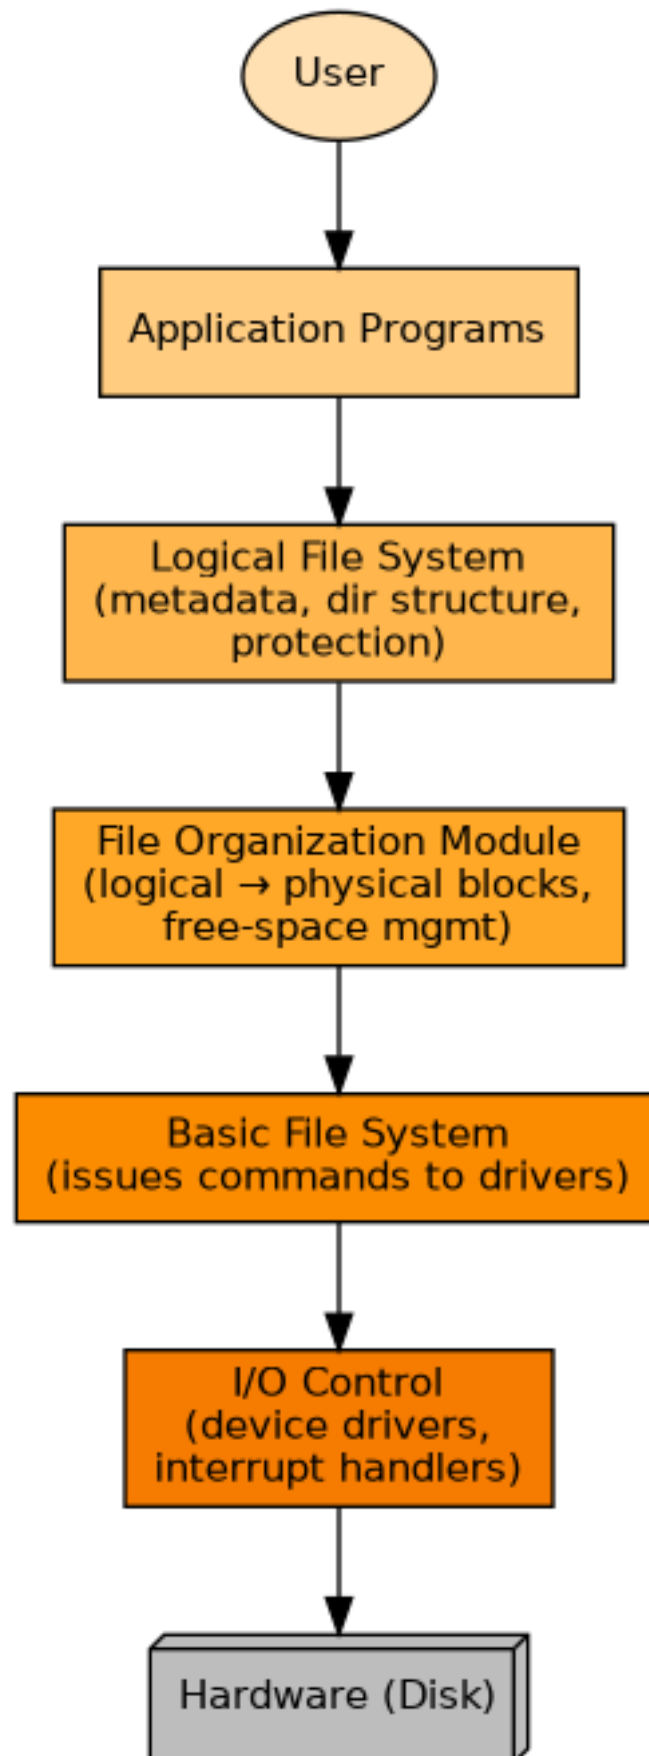 User
Application Programs
Logical File System
(metadata, dir structure,
protection)
File Organization Module
(logical → physical blocks,
free-space mgmt)
Basic File System
(issues commands to drivers)
I/O Control
(device drivers,
interrupt handlers)
Hardware (Disk)